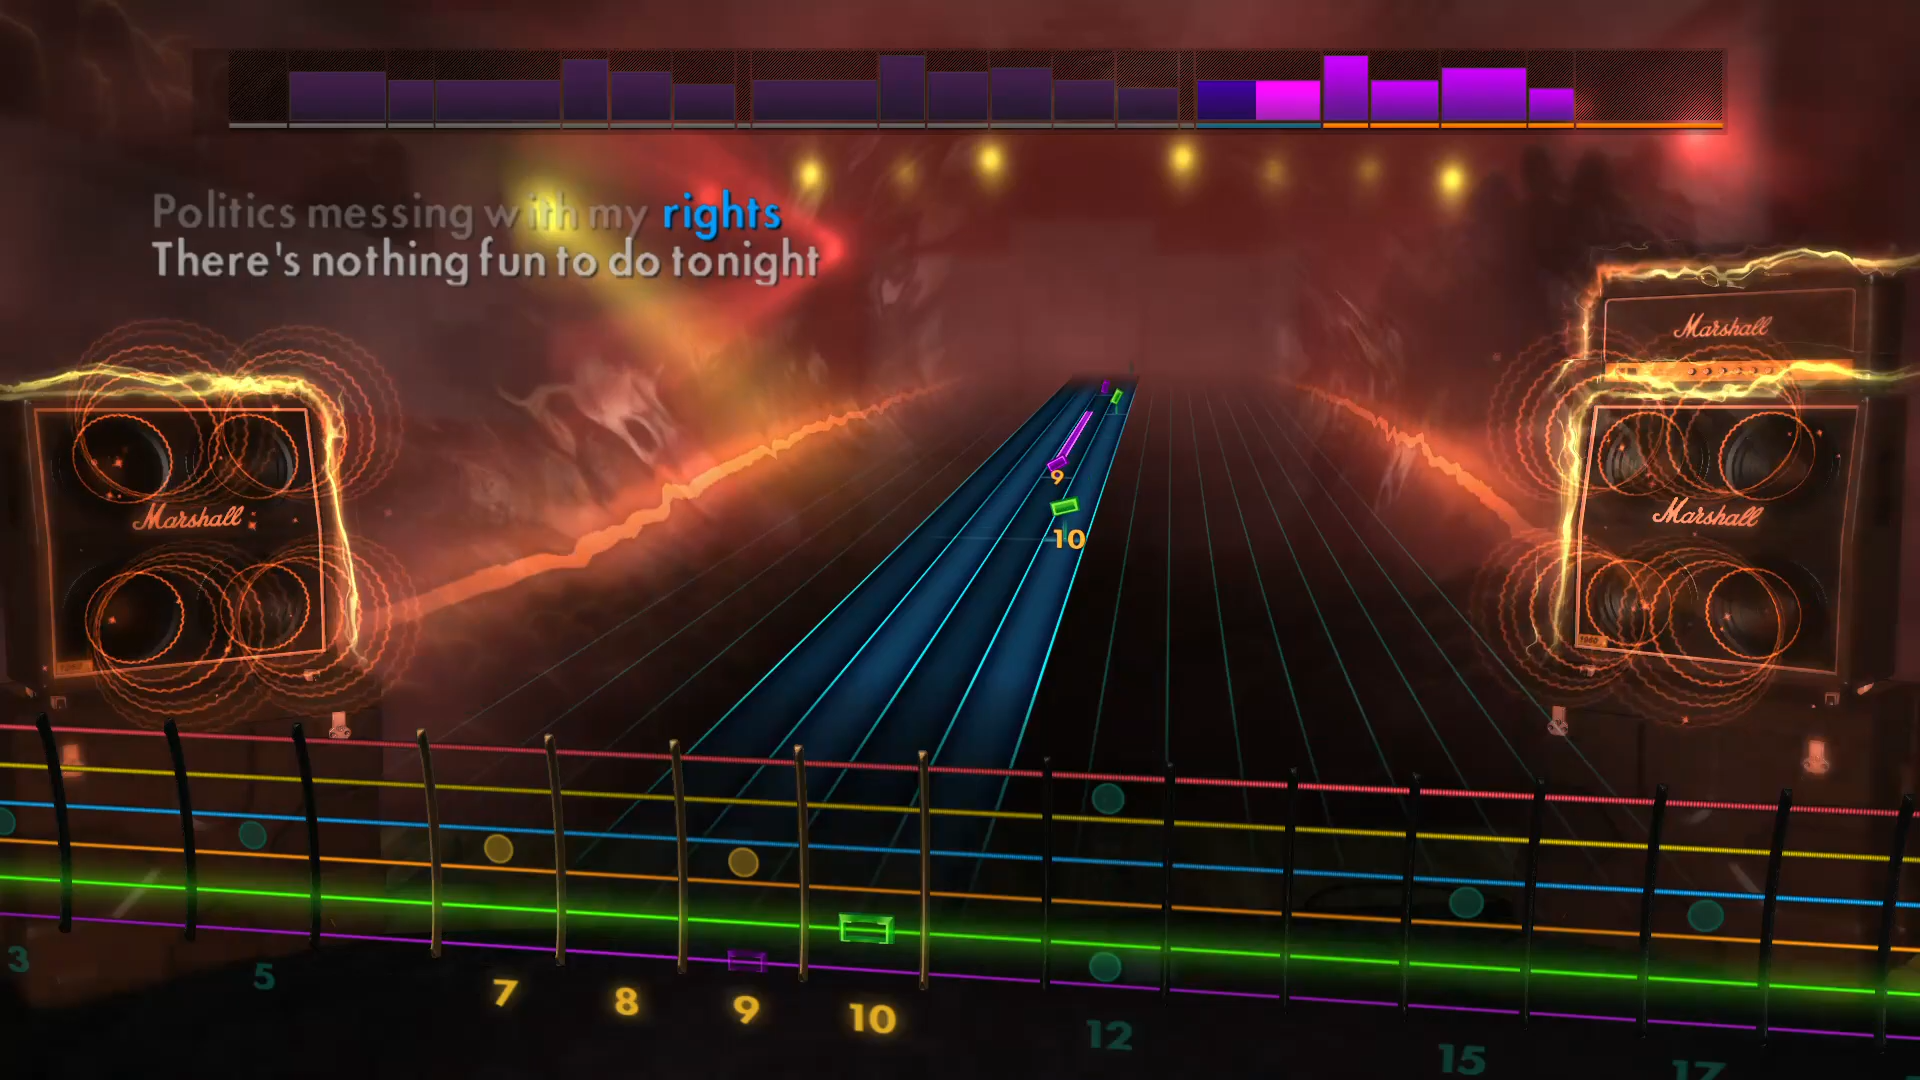 Politics messing with my rights
There's nothing fun to do tonight
Marshall
Marshall
Marshall
9
10
3
5
7
8
9
10
12
15
17